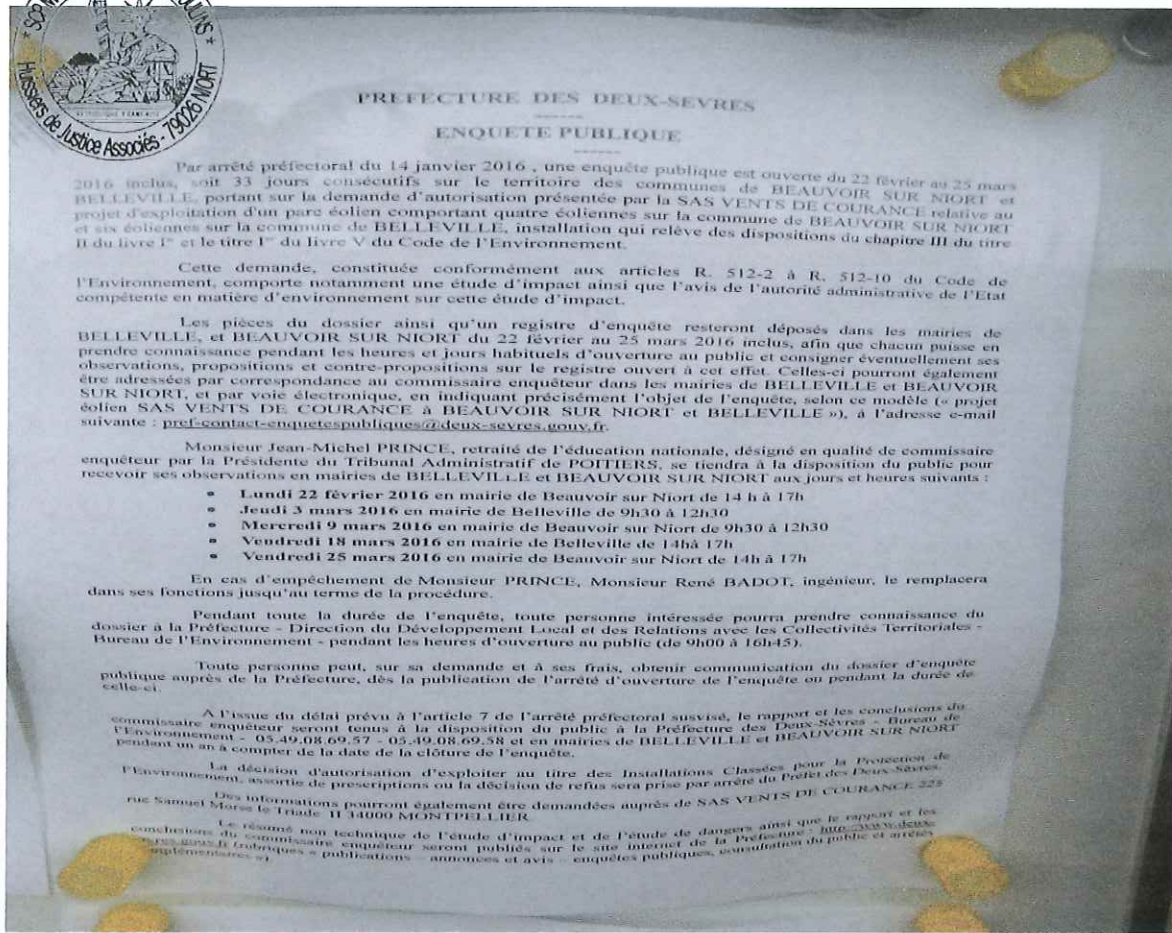 Huissiers de Justice Associés - 79026 NIORT
REPUBLIQUE FRANCAISE
PREFECTURE DES DEUX-SEVRES
ENQUETE PUBLIQUE
Par arrêté préfectoral du 14 janvier 2016 , une enquête publique est ouverte du 22 février au 25 mars
2016 inclus, soit 33 jours consécutifs sur le territoire des communes de BEAUVOIR SUR NIORT et
BELLEVILLE, portant sur la demande d'autorisation présentée par la SAS VENTS DE COURANCE relative au
projet d'exploitation d'un parc éolien comportant quatre éoliennes sur la commune de BEAUVOIR SUR NIORT
et six éoliennes sur la commune de BELLEVILLE, installation qui relève des dispositions du chapitre III du titre
II du livre Ier et le titre Ier du livre V du Code de l'Environnement.
Cette demande, constituée conformément aux articles R. 512-2 à R. 512-10 du Code de
l'Environnement, comporte notamment une étude d'impact ainsi que l'avis de l'autorité administrative de l'Etat
compétente en matière d'environnement sur cette étude d'impact.
Les pièces du dossier ainsi qu'un registre d'enquête resteront déposés dans les mairies de
BELLEVILLE, et BEAUVOIR SUR NIORT du 22 février au 25 mars 2016 inclus, afin que chacun puisse en
prendre connaissance pendant les heures et jours habituels d'ouverture au public et consigner éventuellement ses
observations, propositions et contre-propositions sur le registre ouvert à cet effet. Celles-ci pourront également
être adressées par correspondance au commissaire enquêteur dans les mairies de BELLEVILLE et BEAUVOIR
SUR NIORT, et par voie électronique, en indiquant précisément l'objet de l'enquête, selon ce modèle (« projet
éolien SAS VENTS DE COURANCE à BEAUVOIR SUR NIORT et BELLEVILLE »), à l'adresse e-mail
suivante : pref-contact-enquetespubliques@deux-sevres.gouv.fr.
Monsieur Jean-Michel PRINCE, retraité de l'éducation nationale, désigné en qualité de commissaire
enquêteur par la Présidente du Tribunal Administratif de POITIERS, se tiendra à la disposition du public pour
recevoir ses observations en mairies de BELLEVILLE et BEAUVOIR SUR NIORT aux jours et heures suivants :
• Lundi 22 février 2016 en mairie de Beauvoir sur Niort de 14 h à 17h
• Jeudi 3 mars 2016 en mairie de Belleville de 9h30 à 12h30
• Mercredi 9 mars 2016 en mairie de Beauvoir sur Niort de 9h30 à 12h30
• Vendredi 18 mars 2016 en mairie de Belleville de 14hà 17h
• Vendredi 25 mars 2016 en mairie de Beauvoir sur Niort de 14h à 17h
En cas d'empêchement de Monsieur PRINCE, Monsieur René BADOT, ingénieur, le remplacera
dans ses fonctions jusqu'au terme de la procédure.
Pendant toute la durée de l'enquête, toute personne intéressée pourra prendre connaissance du
dossier à la Préfecture - Direction du Développement Local et des Relations avec les Collectivités Territoriales -
Bureau de l'Environnement - pendant les heures d'ouverture au public (de 9h00 à 16h45).
Toute personne peut, sur sa demande et à ses frais, obtenir communication du dossier d'enquête
publique auprès de la Préfecture, dès la publication de l'arrêté d'ouverture de l'enquête ou pendant la durée de
celle-ci.
A l'issue du délai prévu à l'article 7 de l'arrêté préfectoral susvisé, le rapport et les conclusions du
commissaire enquêteur seront tenus à la disposition du public à la Préfecture des Deux-Sèvres - Bureau de
l'Environnement - 05.49.08.69.57 - 05.49.08.69.58 et en mairies de BELLEVILLE et BEAUVOIR SUR NIORT
pendant un an à compter de la date de la clôture de l'enquête.
La décision d'autorisation d'exploiter au titre des Installations Classées pour la Protection de
l'Environnement, assortie de prescriptions ou la décision de refus sera prise par arrêté du Préfet des Deux-Sèvres.
Des informations pourront également être demandées auprès de SAS VENTS DE COURANCE 225
rue Samuel Morse le Triade II 34000 MONTPELLIER.
Le résumé non technique de l'étude d'impact et de l'étude de dangers ainsi que le rapport et les
conclusions du commissaire enquêteur seront publiés sur le site internet de la Préfecture : http://www.deux-
sevres.gouv.fr (rubriques « publications - annonces et avis - enquêtes publiques, consultation du public et arrêtés
complémentaires »)